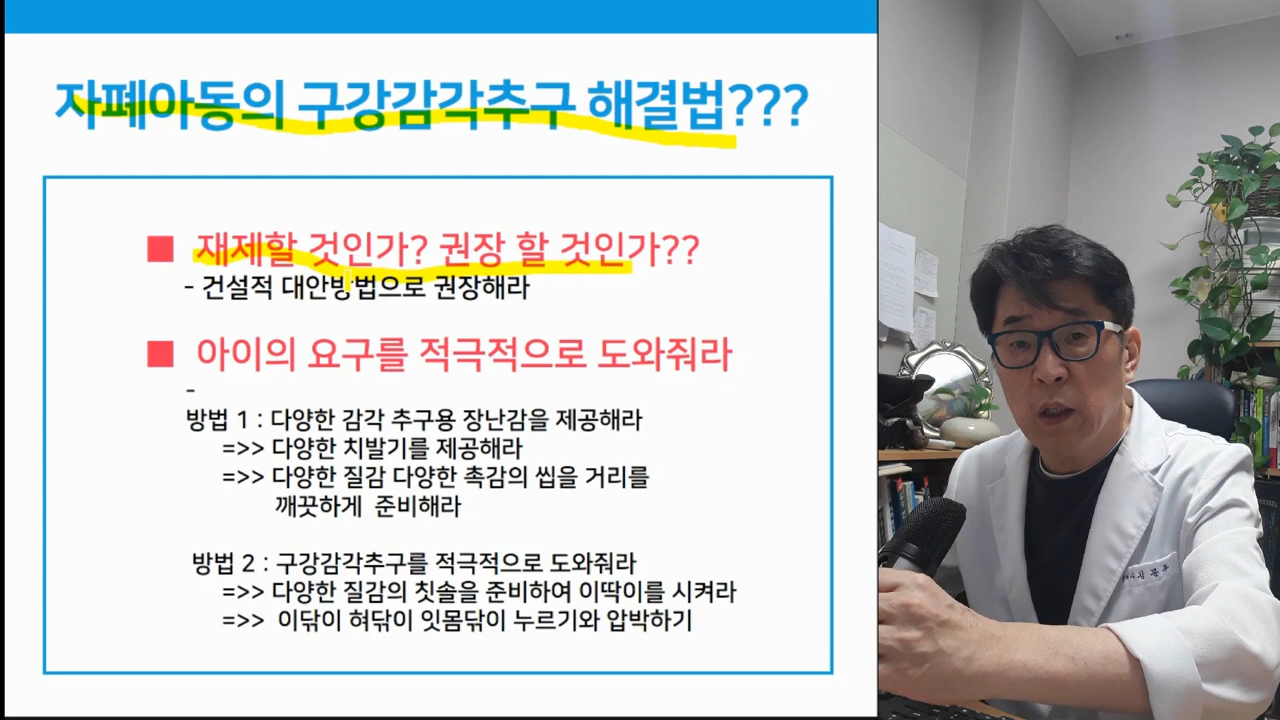 자폐아동의 구강감각추구 해결법???
■ 재제할 것인가? 권장 할 것인가??
- 건설적 대안방법으로 권장해라
■ 아이의 요구를 적극적으로 도와줘라
-
방법 1 : 다양한 감각 추구용 장난감을 제공해라
=>> 다양한 치발기를 제공해라
=>> 다양한 질감 다양한 촉감의 씹을 거리를
깨끗하게 준비해라
방법 2 : 구강감각추구를 적극적으로 도와줘라
=>> 다양한 질감의 칫솔을 준비하여 이딱이를 시켜라
=>> 이닦이 혀닦이 잇몸닦이 누르기와 압박하기